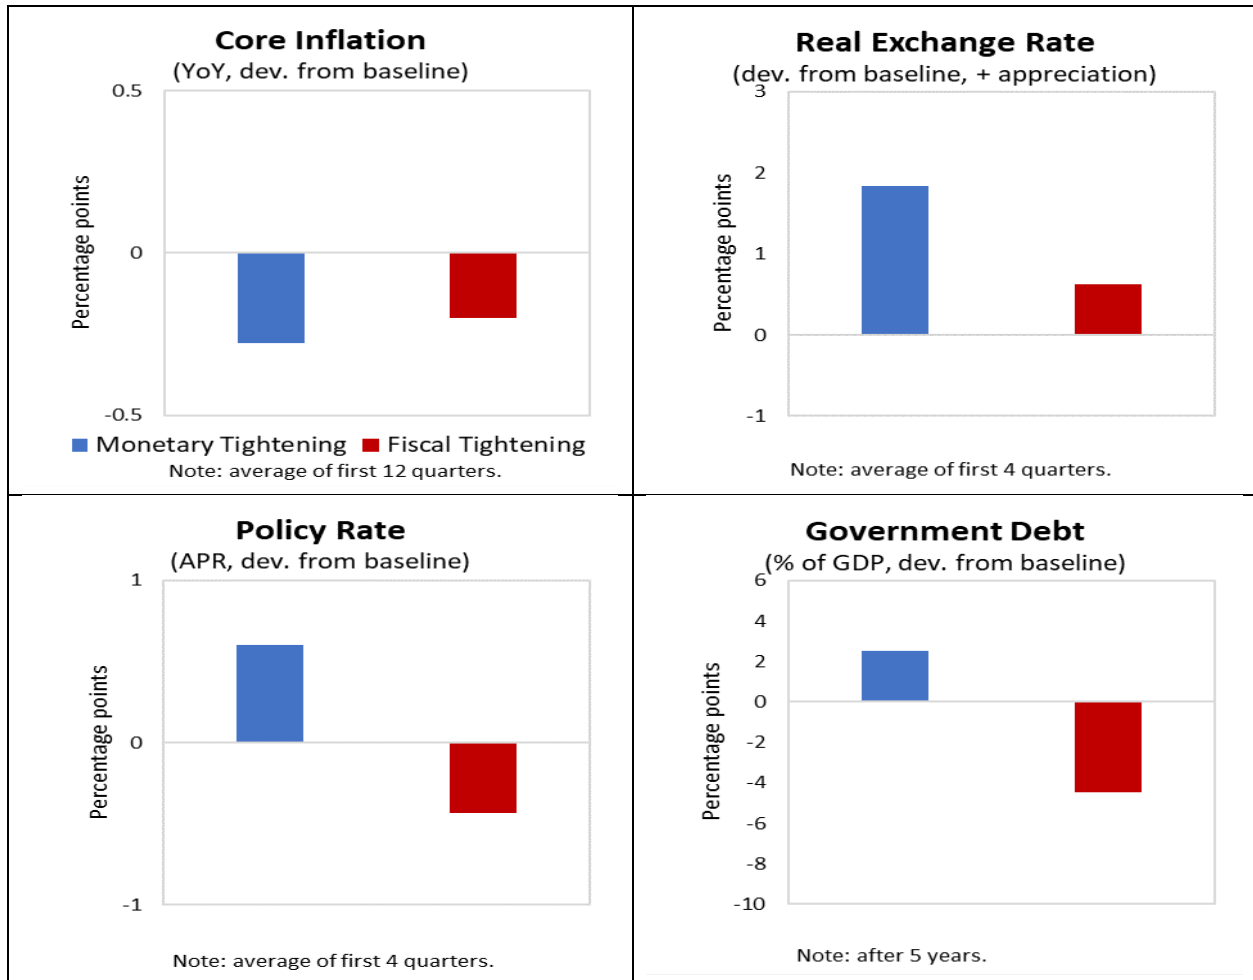 Core Inflation
(YoY, dev. from baseline)
0.5
0
-0.5
Percentage points
Monetary Tightening Fiscal Tightening
Note: average of first 12 quarters.
Real Exchange Rate
(dev. from baseline, + appreciation)
3
2
1
0
-1
Percentage points
Note: average of first 4 quarters.
Policy Rate
(APR, dev. from baseline)
1
0
-1
Percentage points
Note: average of first 4 quarters.
Government Debt
(% of GDP, dev. from baseline)
6
4
2
0
-2
-4
-6
-8
-10
Percentage points
Note: after 5 years.